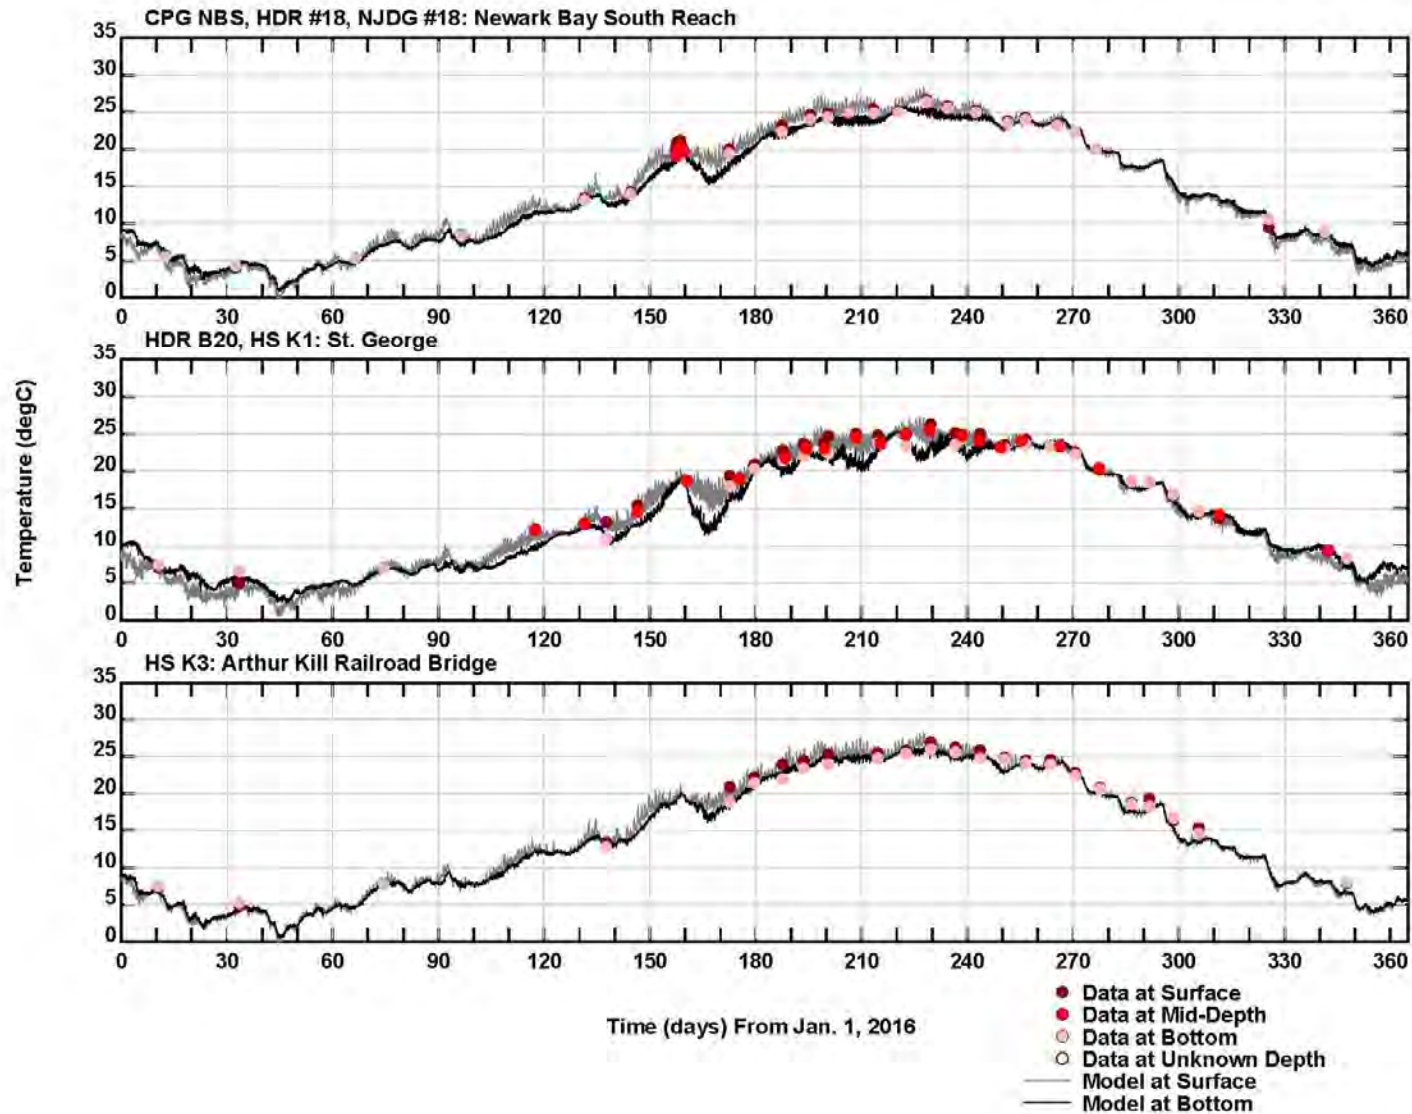 CPG NBS, HDR #18, NJDG #18: Newark Bay South Reach
35
30
25
20
15
10
5
0
0 30 60 90 120 150 180 210 240 270 300 330 360
HDR B20, HS K1: St. George
35
30
25
20
15
10
5
0
0 30 60 90 120 150 180 210 240 270 300 330 360
Temperature (degC)
HS K3: Arthur Kill Railroad Bridge
35
30
25
20
15
10
5
0
0 30 60 90 120 150 180 210 240 270 300 330 360
Time (days) From Jan. 1, 2016
Data at Surface
Data at Mid-Depth
Data at Bottom
Data at Unknown Depth
Model at Surface
Model at Bottom